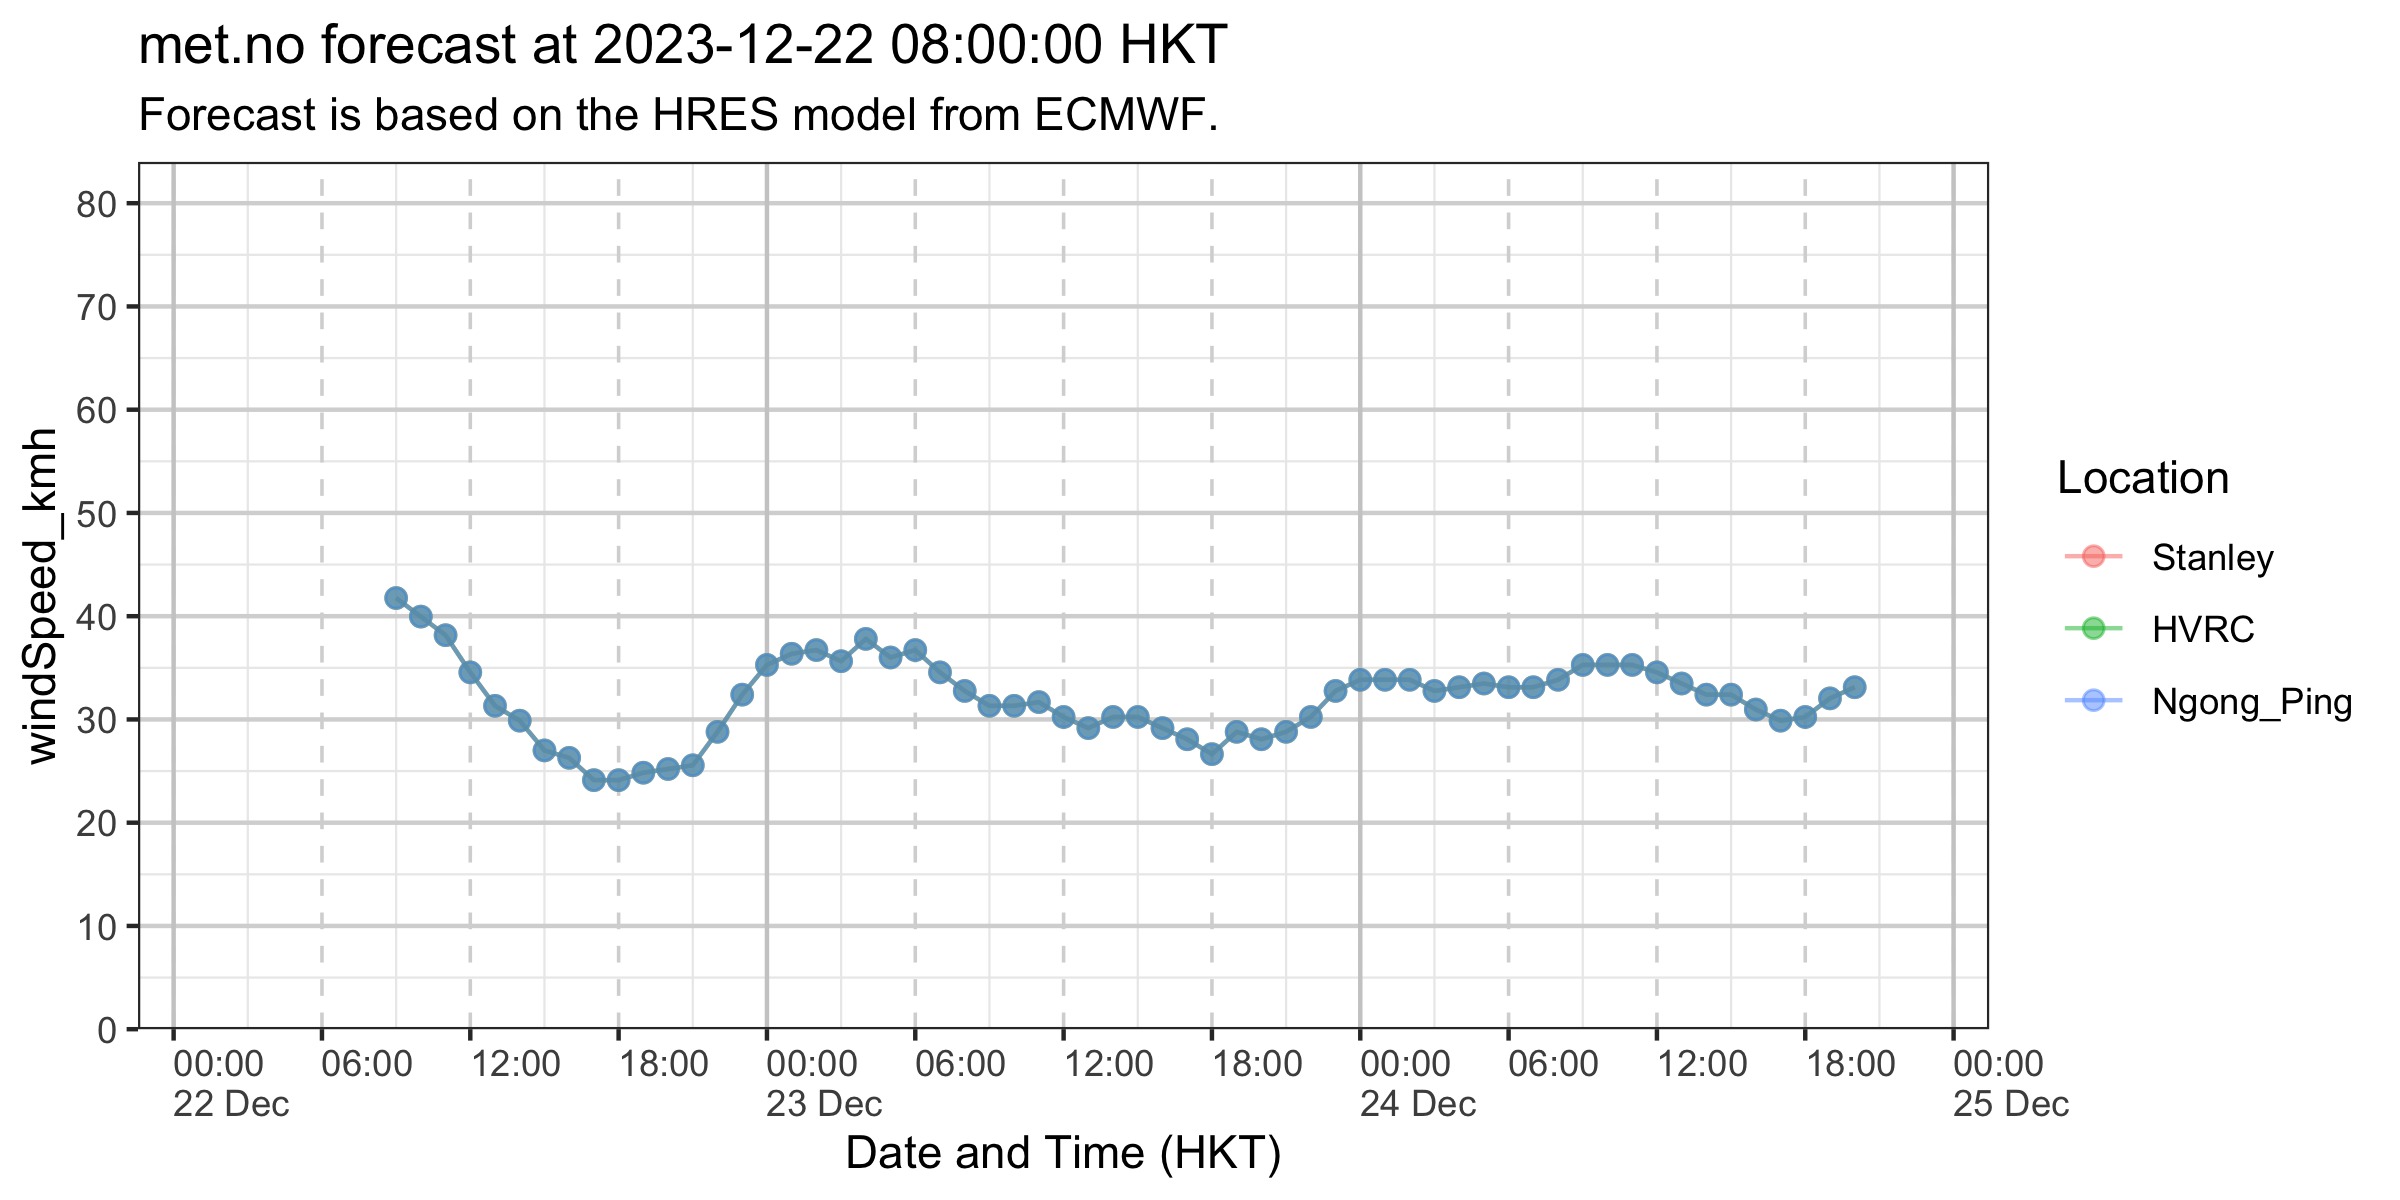 met.no forecast at 2023-12-22 08:00:00 HKT
Forecast is based on the HRES model from ECMWF.
windSpeed_kmh
80
70
60
50
40
30
20
10
0
00:00 06:00 12:00 18:00 00:00 06:00 12:00 18:00 00:00 06:00 12:00 18:00 00:00
22 Dec 23 Dec 24 Dec 25 Dec
Date and Time (HKT)
Location
Stanley
HVRC
Ngong_Ping